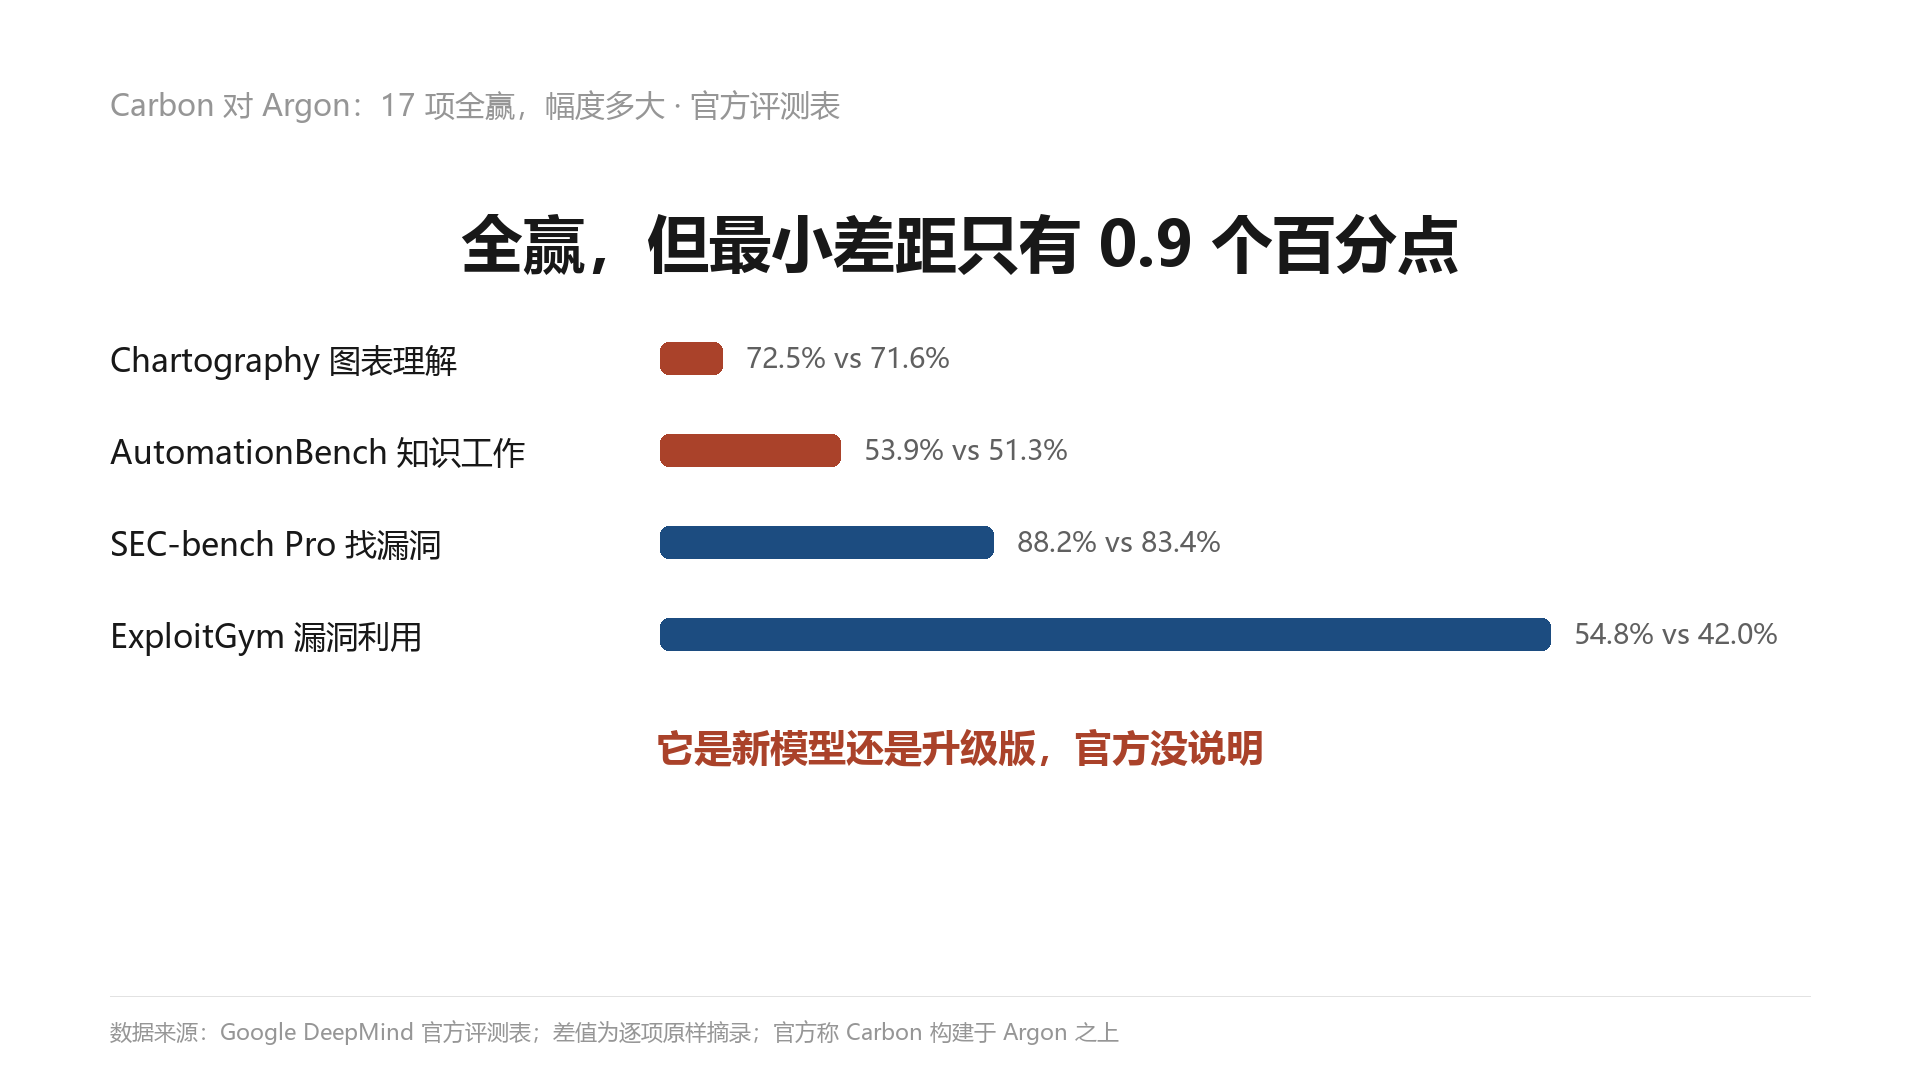 Carbon 对 Argon：17 项全赢，幅度多大 · 官方评测表
全赢，但最小差距只有 0.9 个百分点
Chartography 图表理解 72.5% vs 71.6%
AutomationBench 知识工作 53.9% vs 51.3%
SEC-bench Pro 找漏洞 88.2% vs 83.4%
ExploitGym 漏洞利用 54.8% vs 42.0%
它是新模型还是升级版，官方没说明
数据来源：Google DeepMind 官方评测表；差值为逐项原样摘录；官方称 Carbon 构建于 Argon 之上